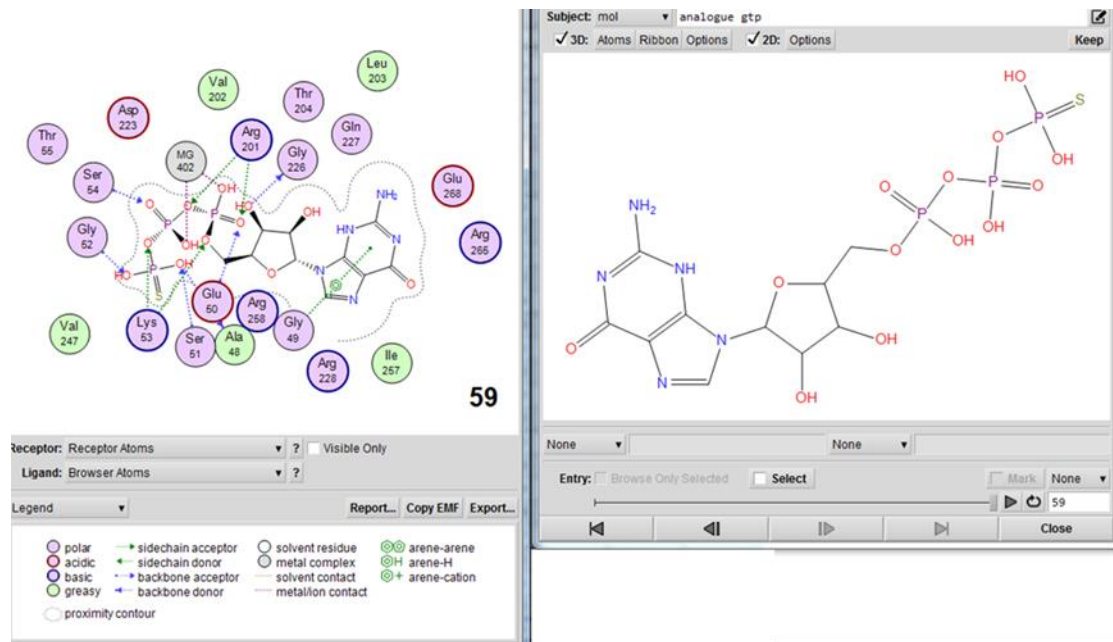 Subject: mol analogue gtp
3D: Atoms Ribbon Options 2D: Options Keep
Leu
203
Val
202
Thr
204
Asp
223
Arg
201
Gln
227
Thr
55
MG
402
Gly
226
Ser
54
Glu
268
Gly
52
Arg
265
Glu
50
Arg
258
Val
247
Lys
53
Ser
51
Ala
48
Gly
49
Ile
257
Arg
228
59
OH
HO
O
P
O
O
P
O
OH
O
OH
HO
P
OH
S
O
O
OH
NH₂
HN
N
N
N
O
HO
P
S
O
OH
O
P
O
OH
O
P
OH
O
NH₂
N
NH
O
N
N
O
OH
OH
Receptor: Receptor Atoms ? Visible Only
Ligand: Browser Atoms ?
Legend Report... Copy EMF Export...
polar sidechain acceptor solvent residue arene-arene
acidic sidechain donor metal complex H arene-H
basic backbone acceptor solvent contact + arene-cation
greasy backbone donor metal/ion contact
proximity contour
None None
Entry: Browse Only Selected Select Mark None
59
Close